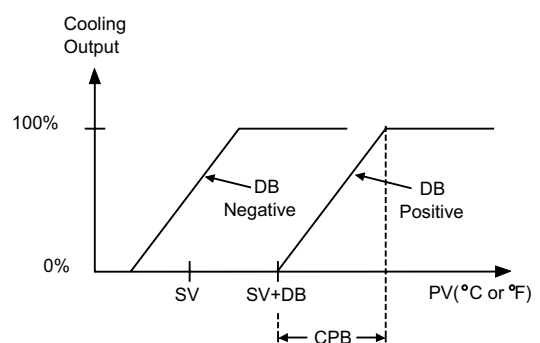 Cooling
Output
100%
DB
Negative
DB
Positive
0%
SV
SV+DB
PV(°C or °F)
CPB